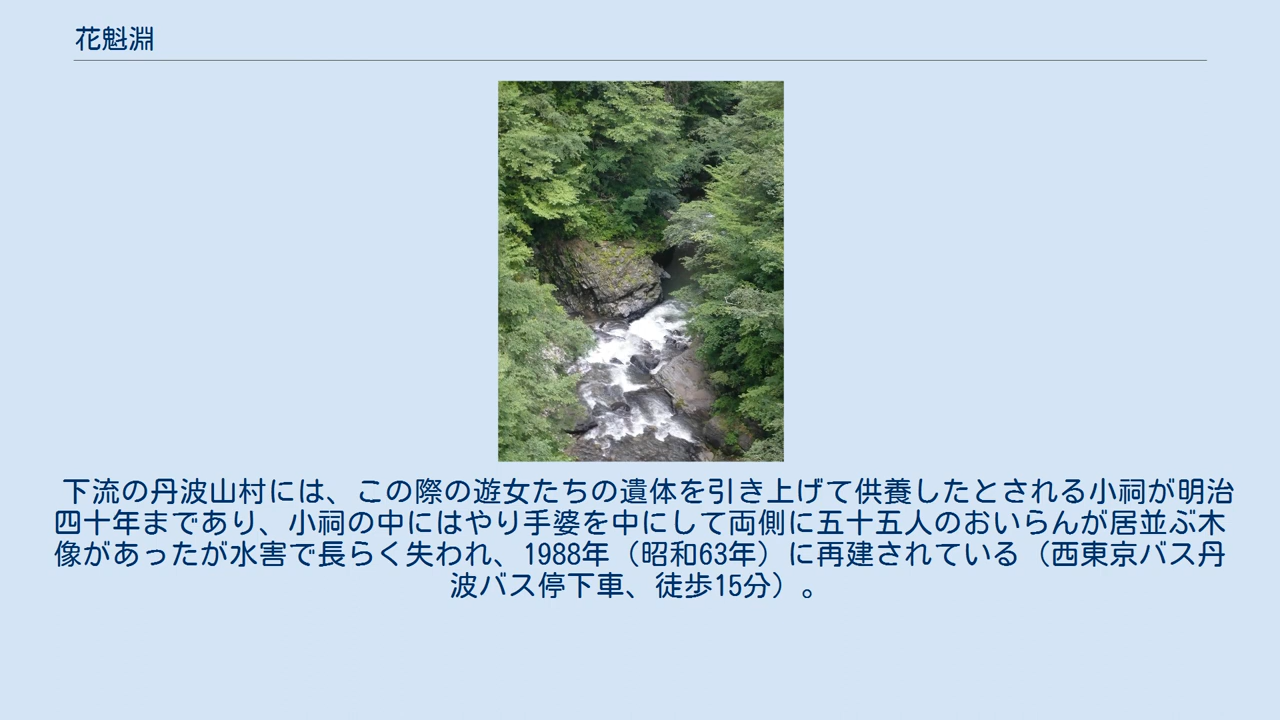 花魁淵
下流の丹波山村には、この際の遊女たちの遺体を引き上げて供養したとされる小祠が明治
四十年まであり、小祠の中にはやり手婆を中にして両側に五十五人のおいらんが居並ぶ木
像があったが水害で長らく失われ、1988年（昭和63年）に再建されている（西東京バス丹
波バス停下車、徒歩15分）。